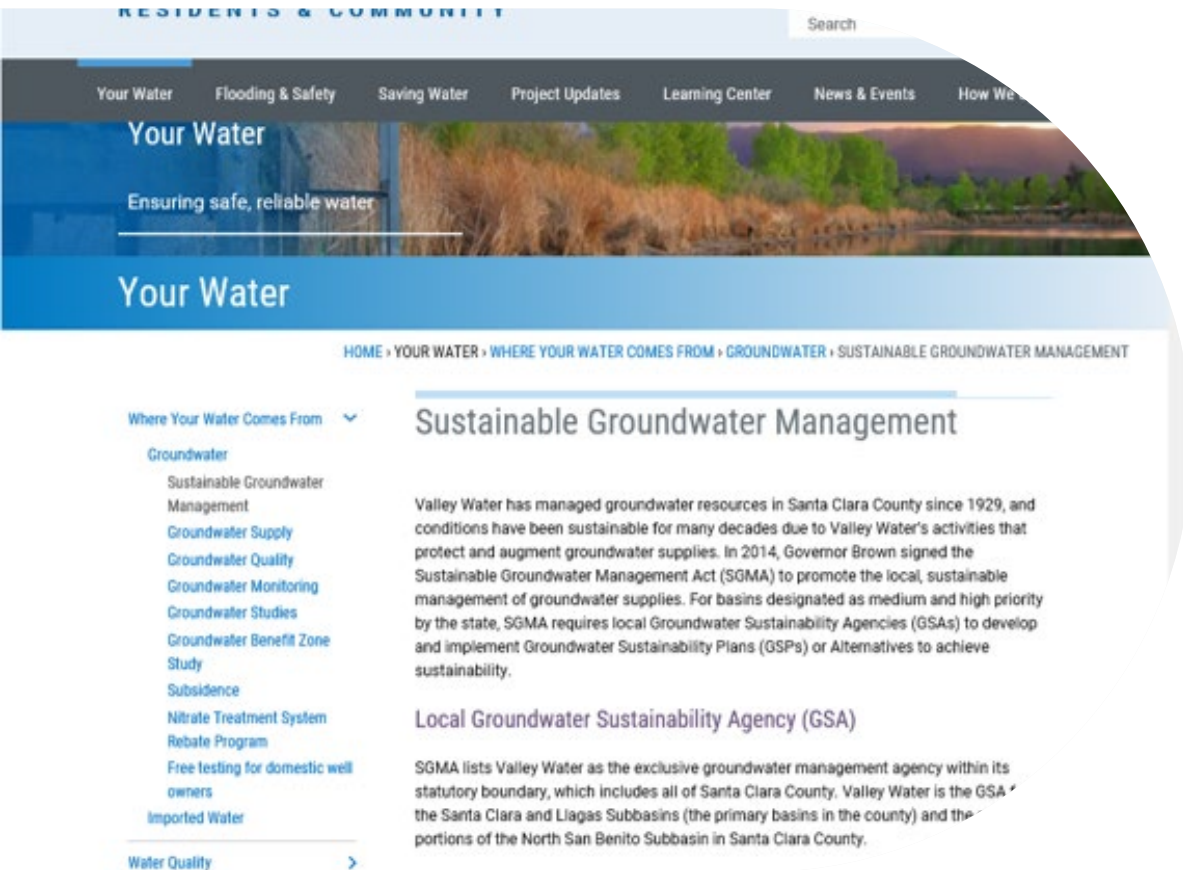 RESIDENTS & COMMUNITY
Search
Your Water
Flooding & Safety
Saving Water
Project Updates
Learning Center
News & Events
How We
Your Water
Ensuring safe, reliable water
Your Water
HOME › YOUR WATER › WHERE YOUR WATER COMES FROM › GROUNDWATER › SUSTAINABLE GROUNDWATER MANAGEMENT
Where Your Water Comes From
Groundwater
Sustainable Groundwater
Management
Groundwater Supply
Groundwater Quality
Groundwater Monitoring
Groundwater Studies
Groundwater Benefit Zone
Study
Subsidence
Nitrate Treatment System
Rebate Program
Free testing for domestic well
owners
Imported Water
Water Quality
Sustainable Groundwater Management
Valley Water has managed groundwater resources in Santa Clara County since 1929, and
conditions have been sustainable for many decades due to Valley Water's activities that
protect and augment groundwater supplies. In 2014, Governor Brown signed the
Sustainable Groundwater Management Act (SGMA) to promote the local, sustainable
management of groundwater supplies. For basins designated as medium and high priority
by the state, SGMA requires local Groundwater Sustainability Agencies (GSAs) to develop
and implement Groundwater Sustainability Plans (GSPs) or Alternatives to achieve
sustainability.
Local Groundwater Sustainability Agency (GSA)
SGMA lists Valley Water as the exclusive groundwater management agency within its
statutory boundary, which includes all of Santa Clara County. Valley Water is the GSA
the Santa Clara and Llagas Subbasins (the primary basins in the county) and the
portions of the North San Benito Subbasin in Santa Clara County.